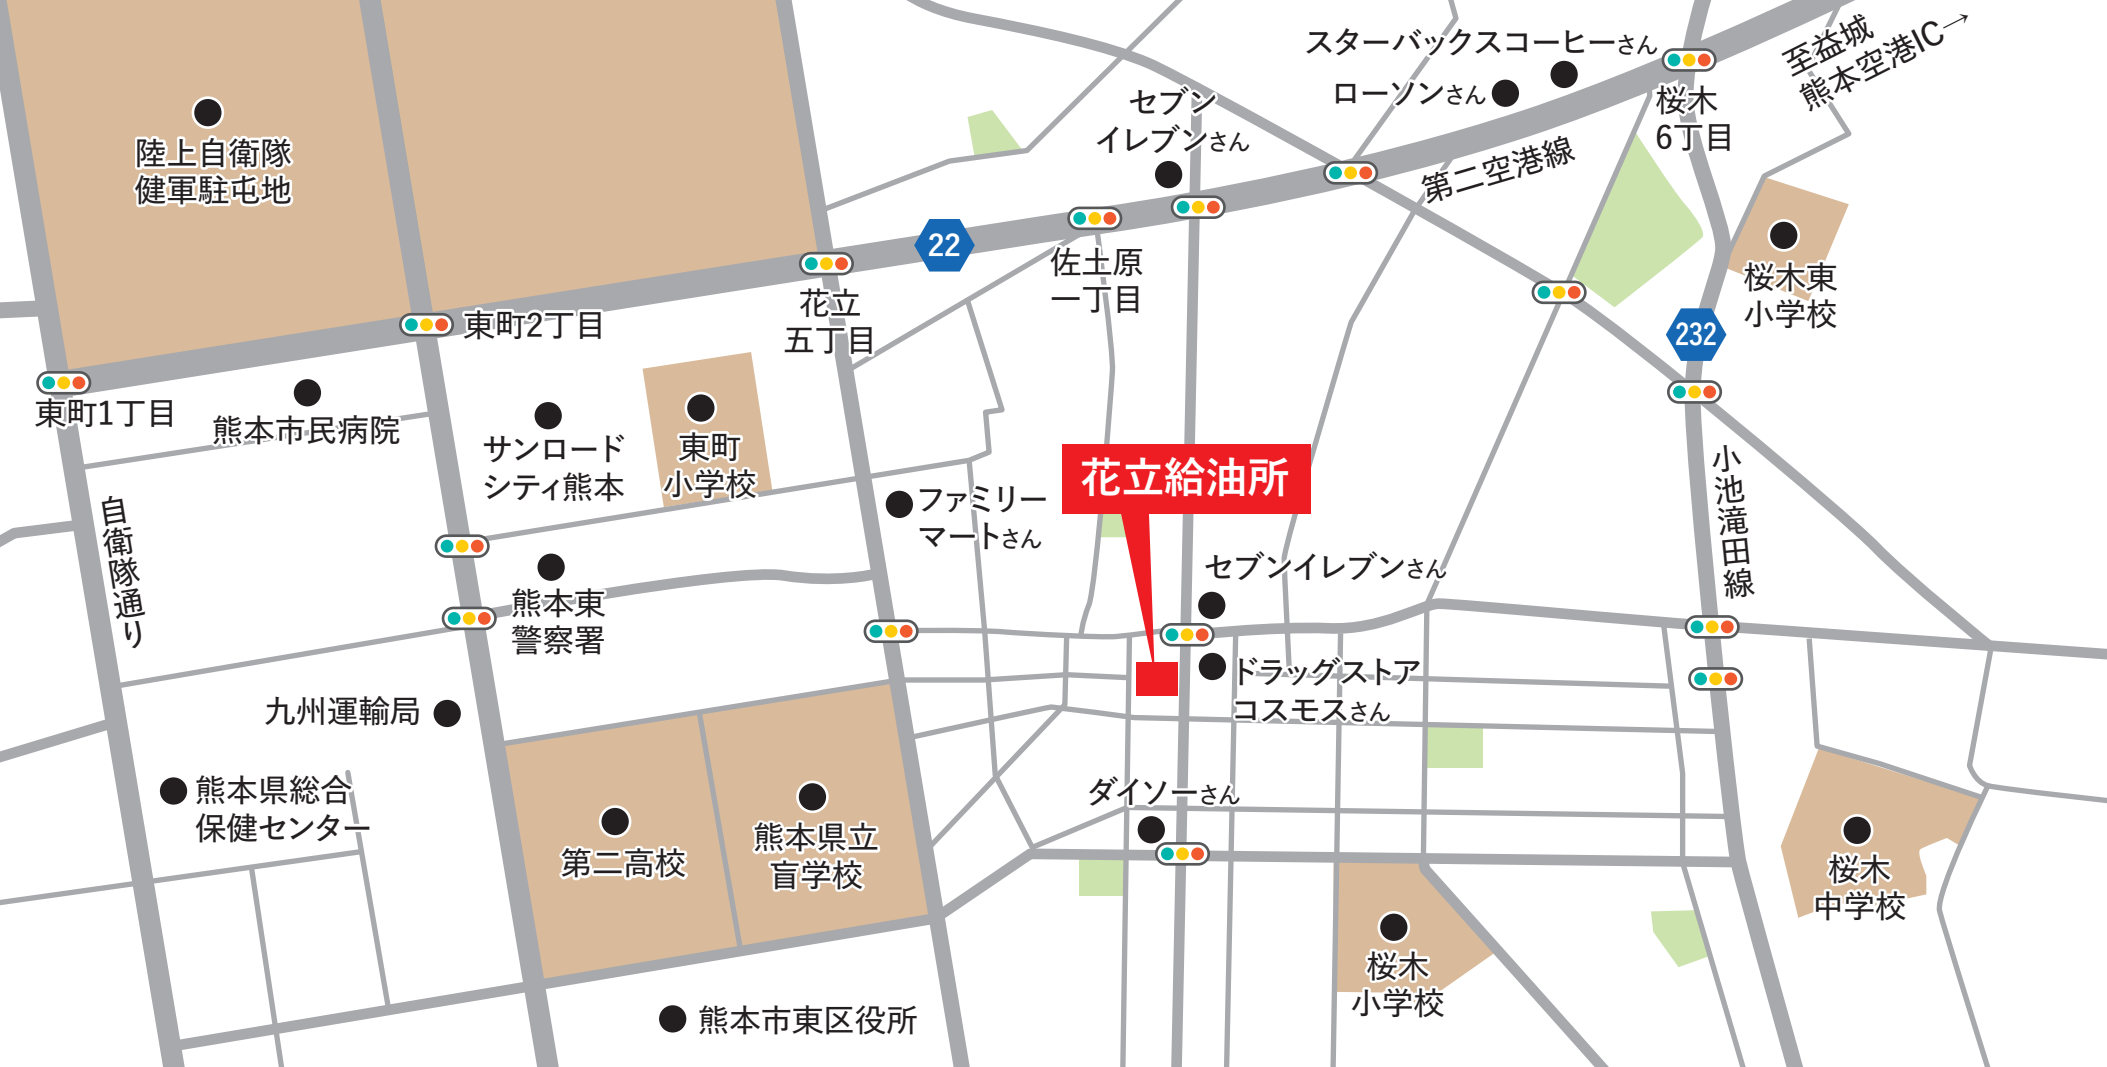 スターバックスコーヒーさん
ローソンさん
至益城
熊本空港IC→
桜木
6丁目
セブン
イレブンさん
第二空港線
陸上自衛隊
健軍駐屯地
22
佐土原
一丁目
花立
五丁目
桜木東
小学校
232
東町2丁目
東町1丁目
熊本市民病院
サンロード
シティ熊本
東町
小学校
花立給油所
小池滝田線
ファミリー
マートさん
自衛隊通り
セブンイレブンさん
熊本東
警察署
ドラッグストア
コスモスさん
九州運輸局
熊本県総合
保健センター
ダイソーさん
第二高校
熊本県立
盲学校
桜木
中学校
桜木
小学校
熊本市東区役所